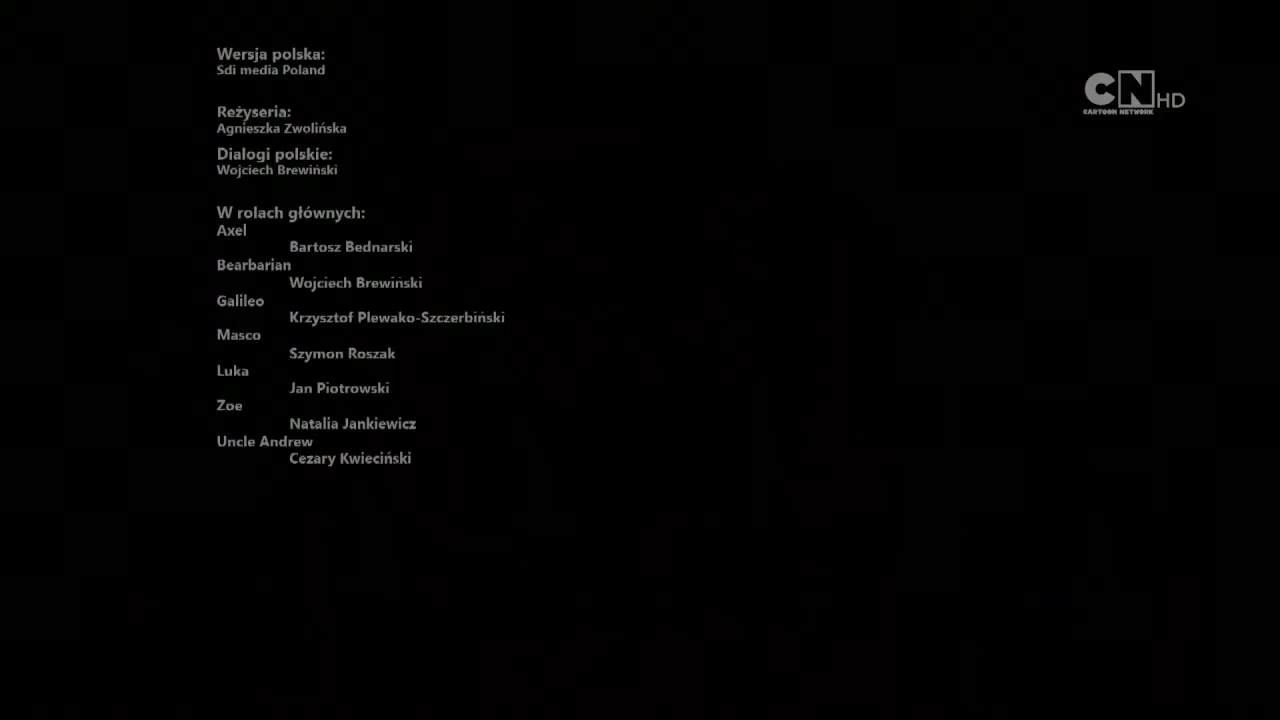 Wersja polska:
Sdi media Poland
Reżyseria:
Agnieszka Zwolińska
Dialogi polskie:
Wojciech Brewiński
W rolach głównych:
Axel
Bartosz Bednarski
Bearbarian
Wojciech Brewiński
Galileo
Krzysztof Plewako-Szczerbiński
Masco
Szymon Roszak
Luka
Jan Piotrowski
Zoe
Natalia Jankiewicz
Uncle Andrew
Cezary Kwieciński
CN HD
CARTOON NETWORK